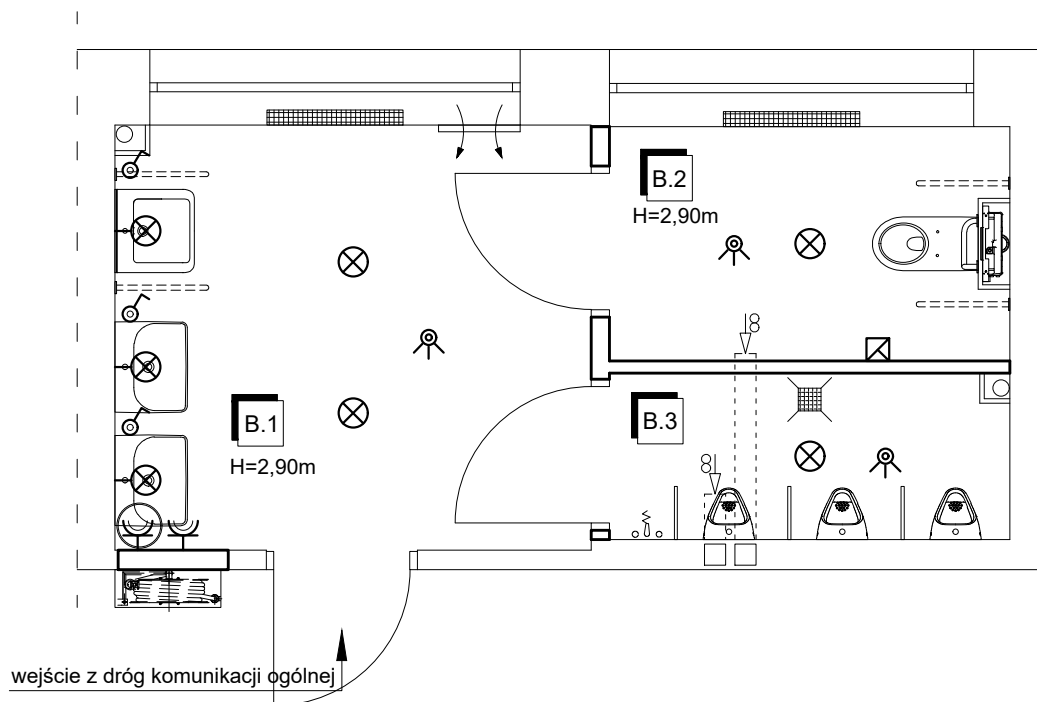 B.2
H=2,90m
B.1
H=2,90m
B.3
wejście z dróg komunikacji ogólnej